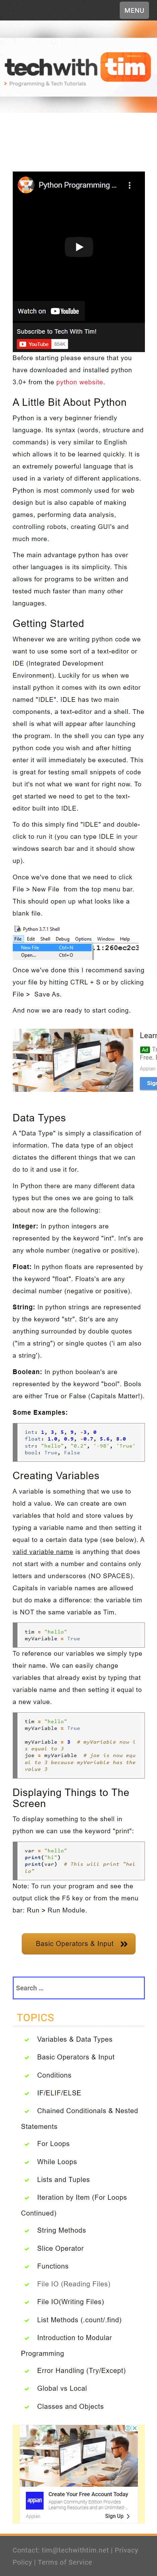 MENU
techwith tim
> Programming & Tech Tutorials
Python Programming ...
Watch on YouTube
Subscribe to Tech With Tim!
YouTube
Before starting please ensure that you
have downloaded and installed python
3.0+ from the python website.
A Little Bit About Python
Python is a very beginner friendly
language. Its syntax (words, structure and
commands) is very similar to English
which allows it to be learned quickly. It is
an extremely powerful language that is
used in a variety of different applications.
Python is most commonly used for web
design but is also capable of making
games, performing data analysis,
controlling robots, creating GUI's and
much more.
The main advantage python has over
other languages is its simplicity. This
allows for programs to be written and
tested much faster than many other
languages.
Getting Started
Whenever we are writing python code we
want to use some sort of a text-editor or
IDE (Integrated Development
Environment). Luckily for us when we
install python it comes with its own editor
named "IDLE". IDLE has two main
components, a text-editor and a shell. The
shell is what will appear after launching
the program. In the shell you can type any
python code you wish and after hitting
enter it will immediately be executed. This
is great for testing small snippets of code
but it's not what we want for right now. To
get started we need to get to the text-
editor built into IDLE.
To do this simply find "IDLE" and double-
click to run it (you can type IDLE in your
windows search bar and it should show
up).
Once we've done that we need to click
File > New File from the top menu bar.
This should open up what looks like a
blank file.
Python 3.7.1 Shell
File Edit Shell Debug Options Window Help
New File Ctrl+N
Open... Ctrl+O
1:260ec2c3
Once we've done this I recommend saving
your file by hitting CTRL + S or by clicking
File > Save As.
And now we are ready to start coding.
Lear
Ad
Free.
Appian
Sign
Data Types
A "Data Type" is simply a classification of
information. The data type of an object
dictates the different things that we can
do to it and use it for.
In Python there are many different data
types but the ones we are going to talk
about now are the following:
Integer: In python integers are
represented by the keyword "int". Int's are
any whole number (negative or positive).
Float: In python floats are represented by
the keyword "float". Floats's are any
decimal number (negative or positive).
String: In python strings are represented
by the keyword "str". Str's are any
anything surrounded by double quotes
("im a string") or single quotes ('i am also
a string').
Boolean: In python boolean's are
represented by the keyword "bool". Bools
are either True or False (Capitals Matter!).
Some Examples:
int: 1, 3, 5, 9, -3, 0
float: 1.0, 0.9, -0.7, 5.6, 8.0
str: "hello", "0.2", '-98', 'True'
bool: True, False
Creating Variables
A variable is something that we use to
hold a value. We can create are own
variables that hold and store values by
typing a variable name and then setting it
equal to a certain data type (see below). A
valid variable name is anything that does
not start with a number and contains only
letters and underscores (NO SPACES).
Capitals in variable names are allowed
but do make a difference: the variable tim
is NOT the same variable as Tim.
tim = "hello"
myVariable = True
To reference our variables we simply type
their name. We can easily change
variables that already exist by typing that
variable name and then setting it equal to
a new value.
tim = "hello"
myVariable = True
myVariable = 3 # myVariable now i
s equal to 3
joe = myVariable # joe is now equ
al to 3 because myVariable has the
value 3
Displaying Things to The
Screen
To display something to the shell in
python we can use the keyword "print":
var = "hello"
print("hi")
print(var) # This will print "hel
lo"
Note: To run your program and see the
output click the F5 key or from the menu
bar: Run > Run Module.
Basic Operators & Input
Search ...
TOPICS
Variables & Data Types
Basic Operators & Input
Conditions
IF/ELIF/ELSE
Chained Conditionals & Nested
Statements
For Loops
While Loops
Lists and Tuples
Iteration by Item (For Loops
Continued)
String Methods
Slice Operator
Functions
File IO (Reading Files)
File IO(Writing Files)
List Methods (.count/.find)
Introduction to Modular
Programming
Error Handling (Try/Except)
Global vs Local
Classes and Objects
appian
Create Your Free Account Today
Appian Community Edition Provides
Learning Resources and an Unlimited ...
Appian
Sign Up
Contact: tim@techwithtim.net | Privacy
Policy | Terms of Service